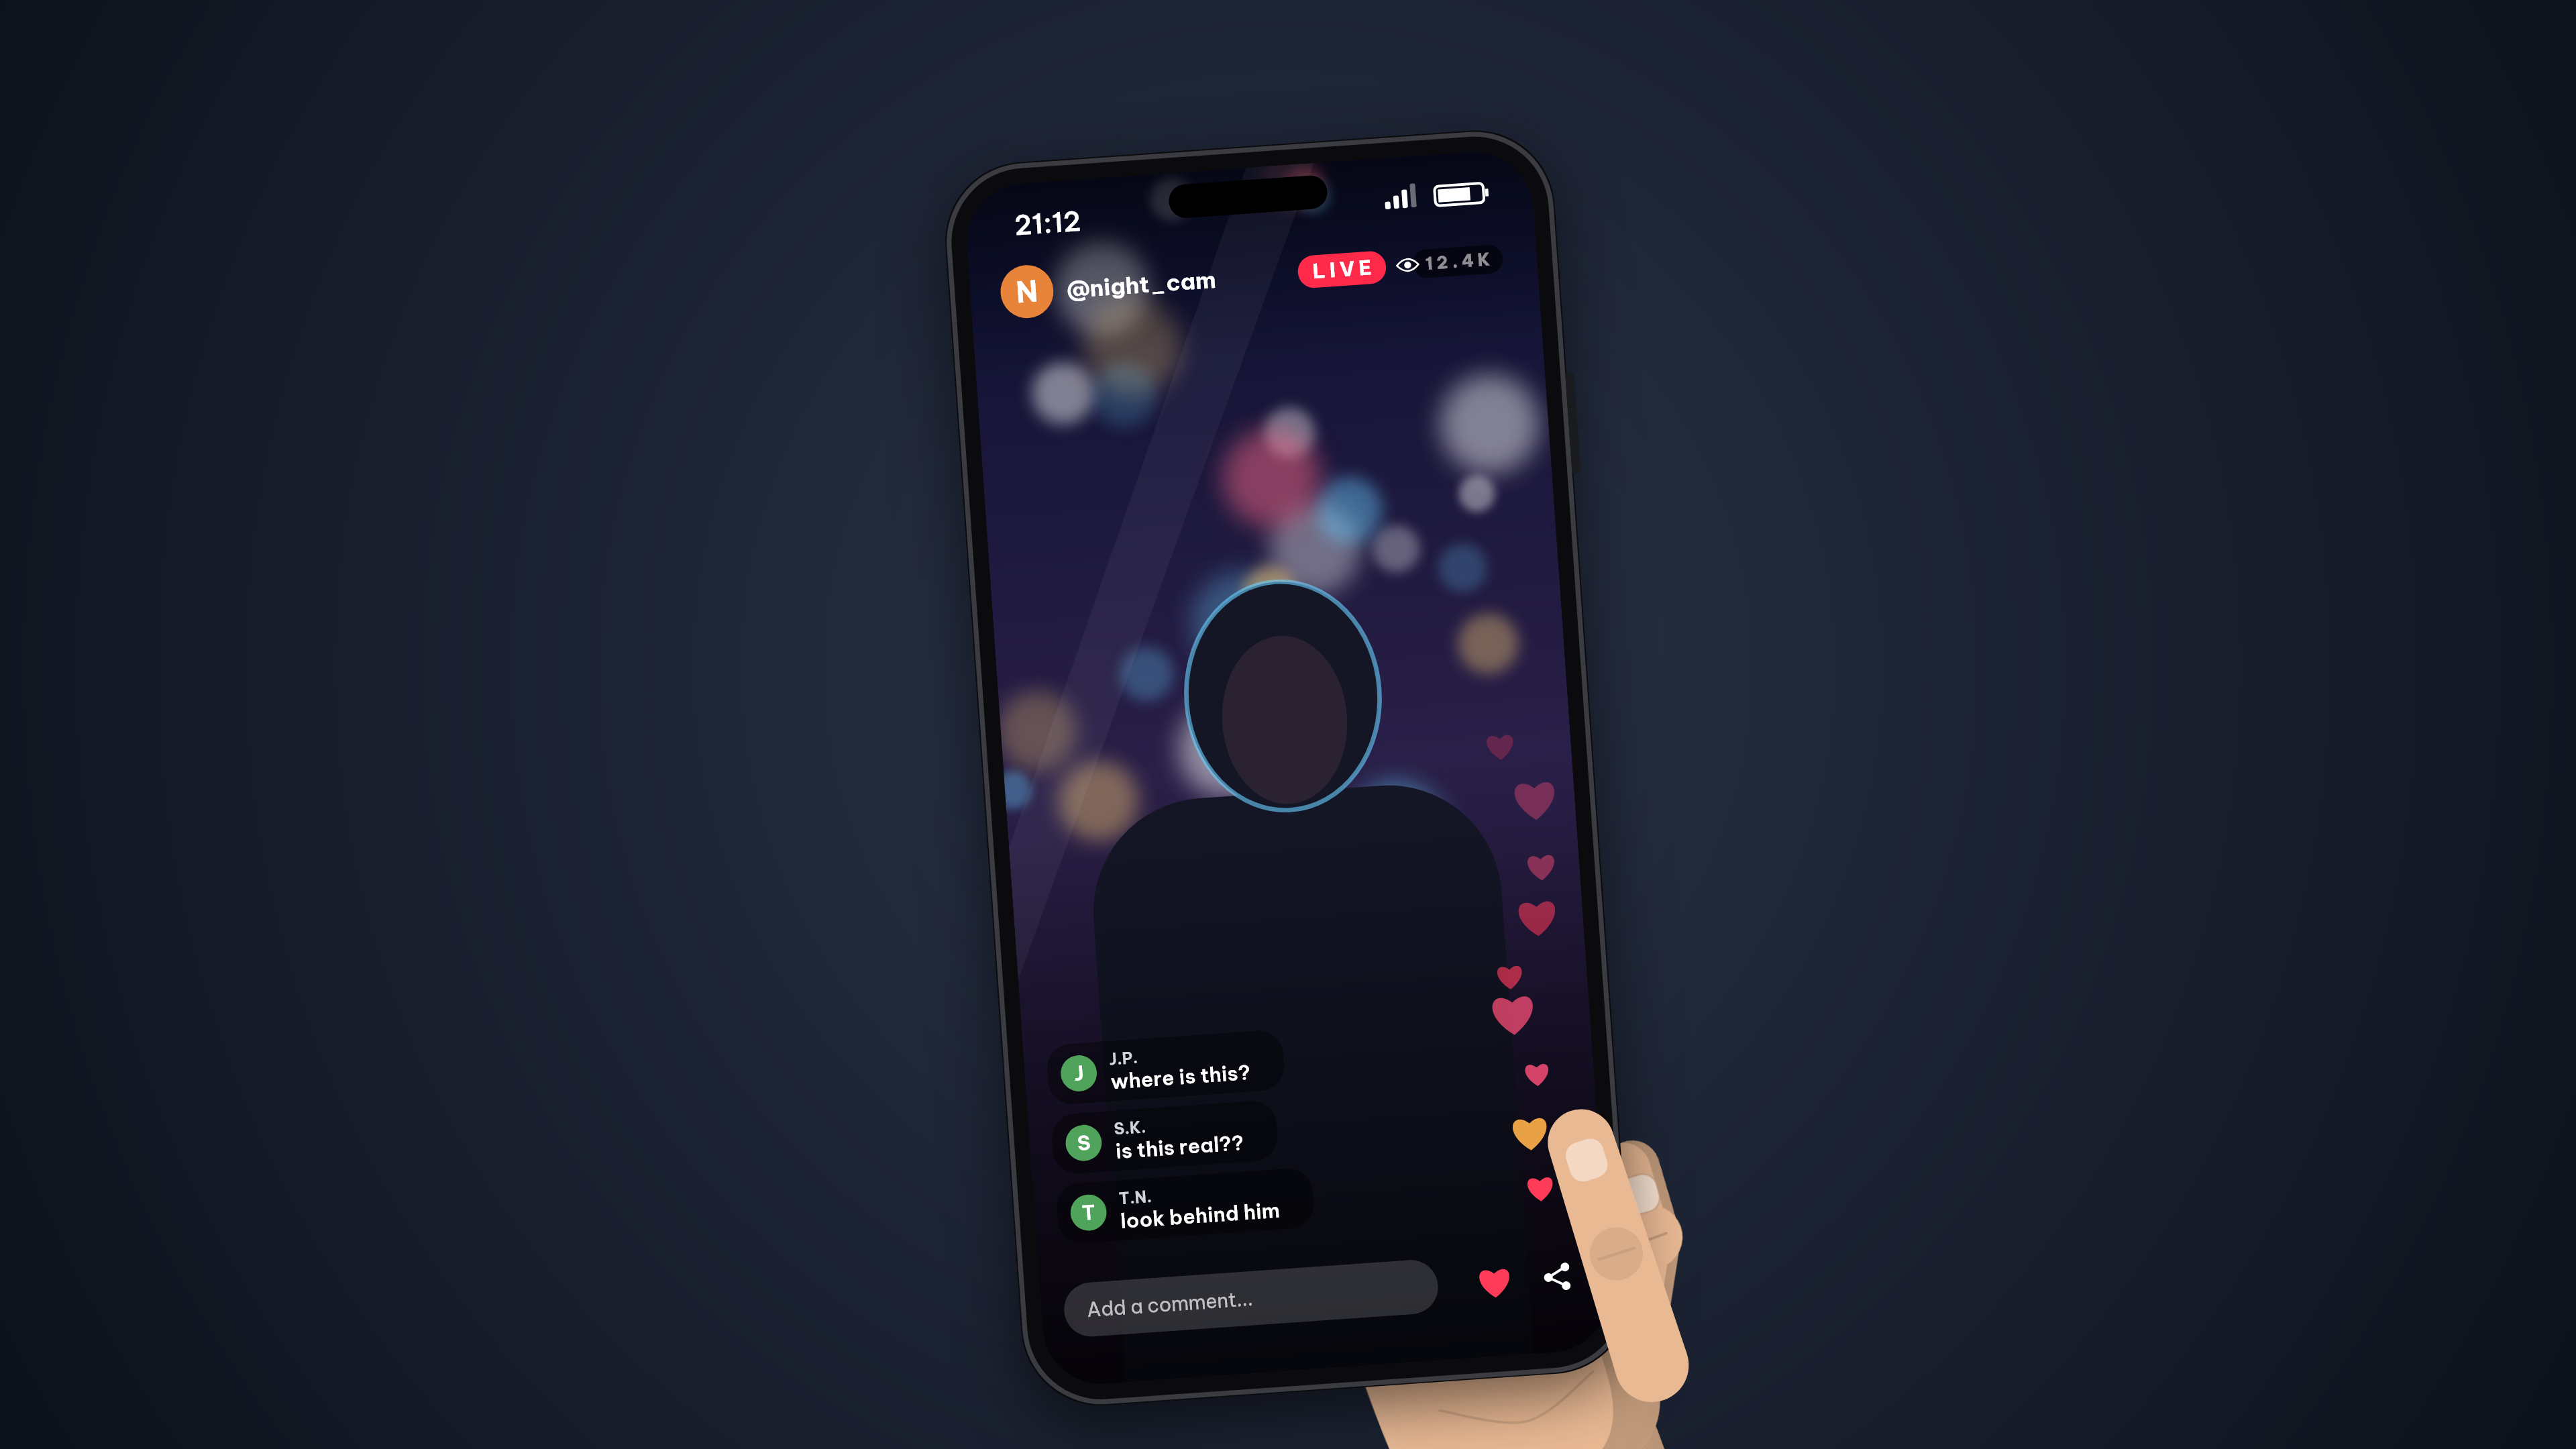 21:12
N
@night_cam
LIVE
12.4K
J
J.P.
where is this?
S
S.K.
is this real??
T
T.N.
look behind him
Add a comment...